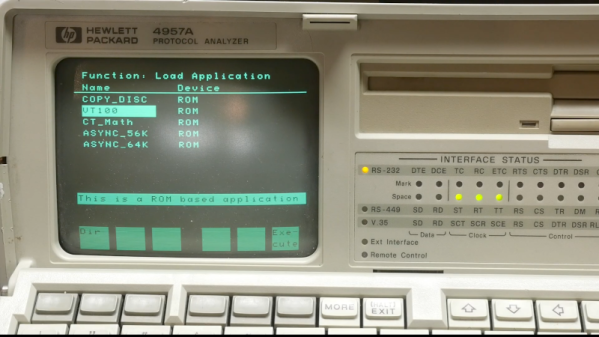 hp HEWLETT PACKARD 4957A PROTOCOL ANALYZER
Function: Load Application
Name Device
COPY_DISC ROM
VT100 ROM
CT_Math ROM
ASYNC_56K ROM
ASYNC_64K ROM
This is a ROM based application
Dir Exe-cute
INTERFACE STATUS
RS-232 DTE DCE TC RC ETC RTS CTS DTR DSR
Mark
Space
RS-449 SD RD ST RT TT RS CS TR DM
V.35 SD RD SCT SCR SCE RS CS DTR DSR
Data Clock Control
Ext Interface
Remote Control
MORE EXIT